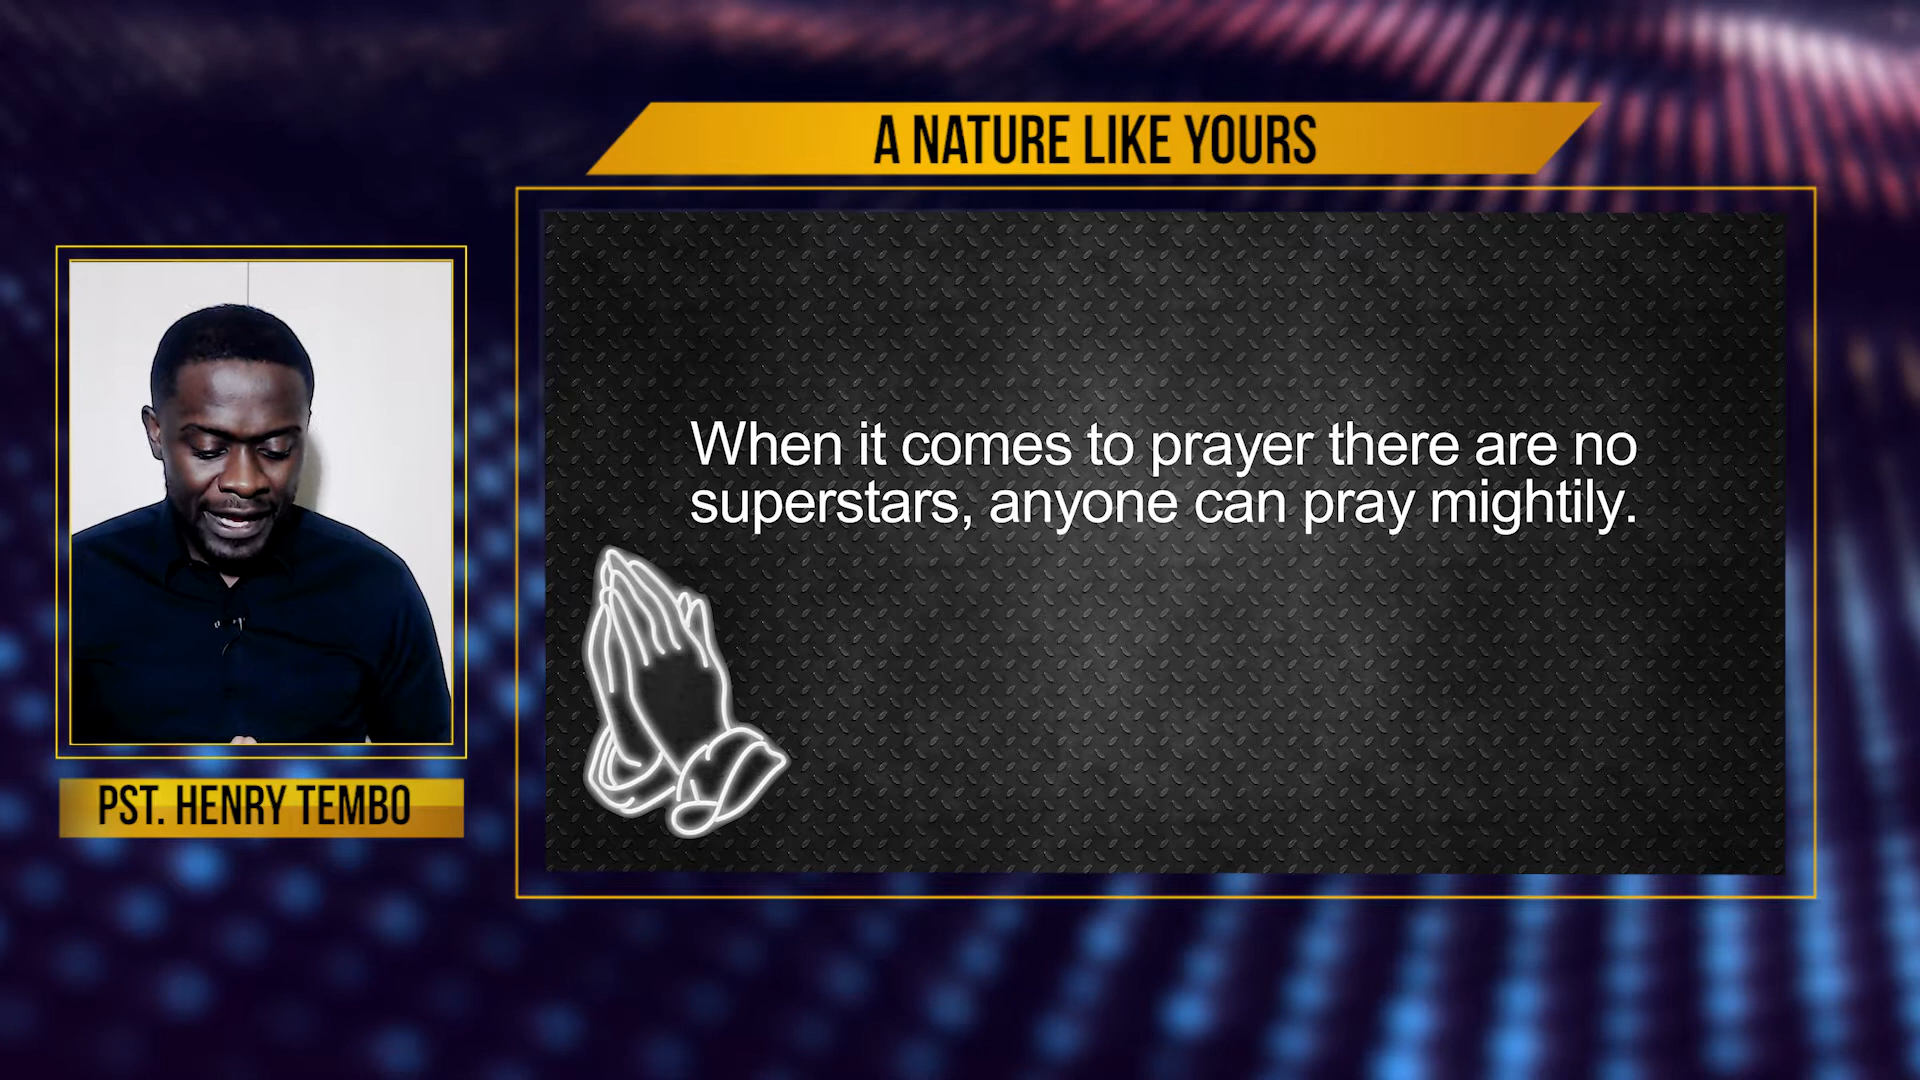 A NATURE LIKE YOURS
When it comes to prayer there are no
superstars, anyone can pray mightily.
PST. HENRY TEMBO